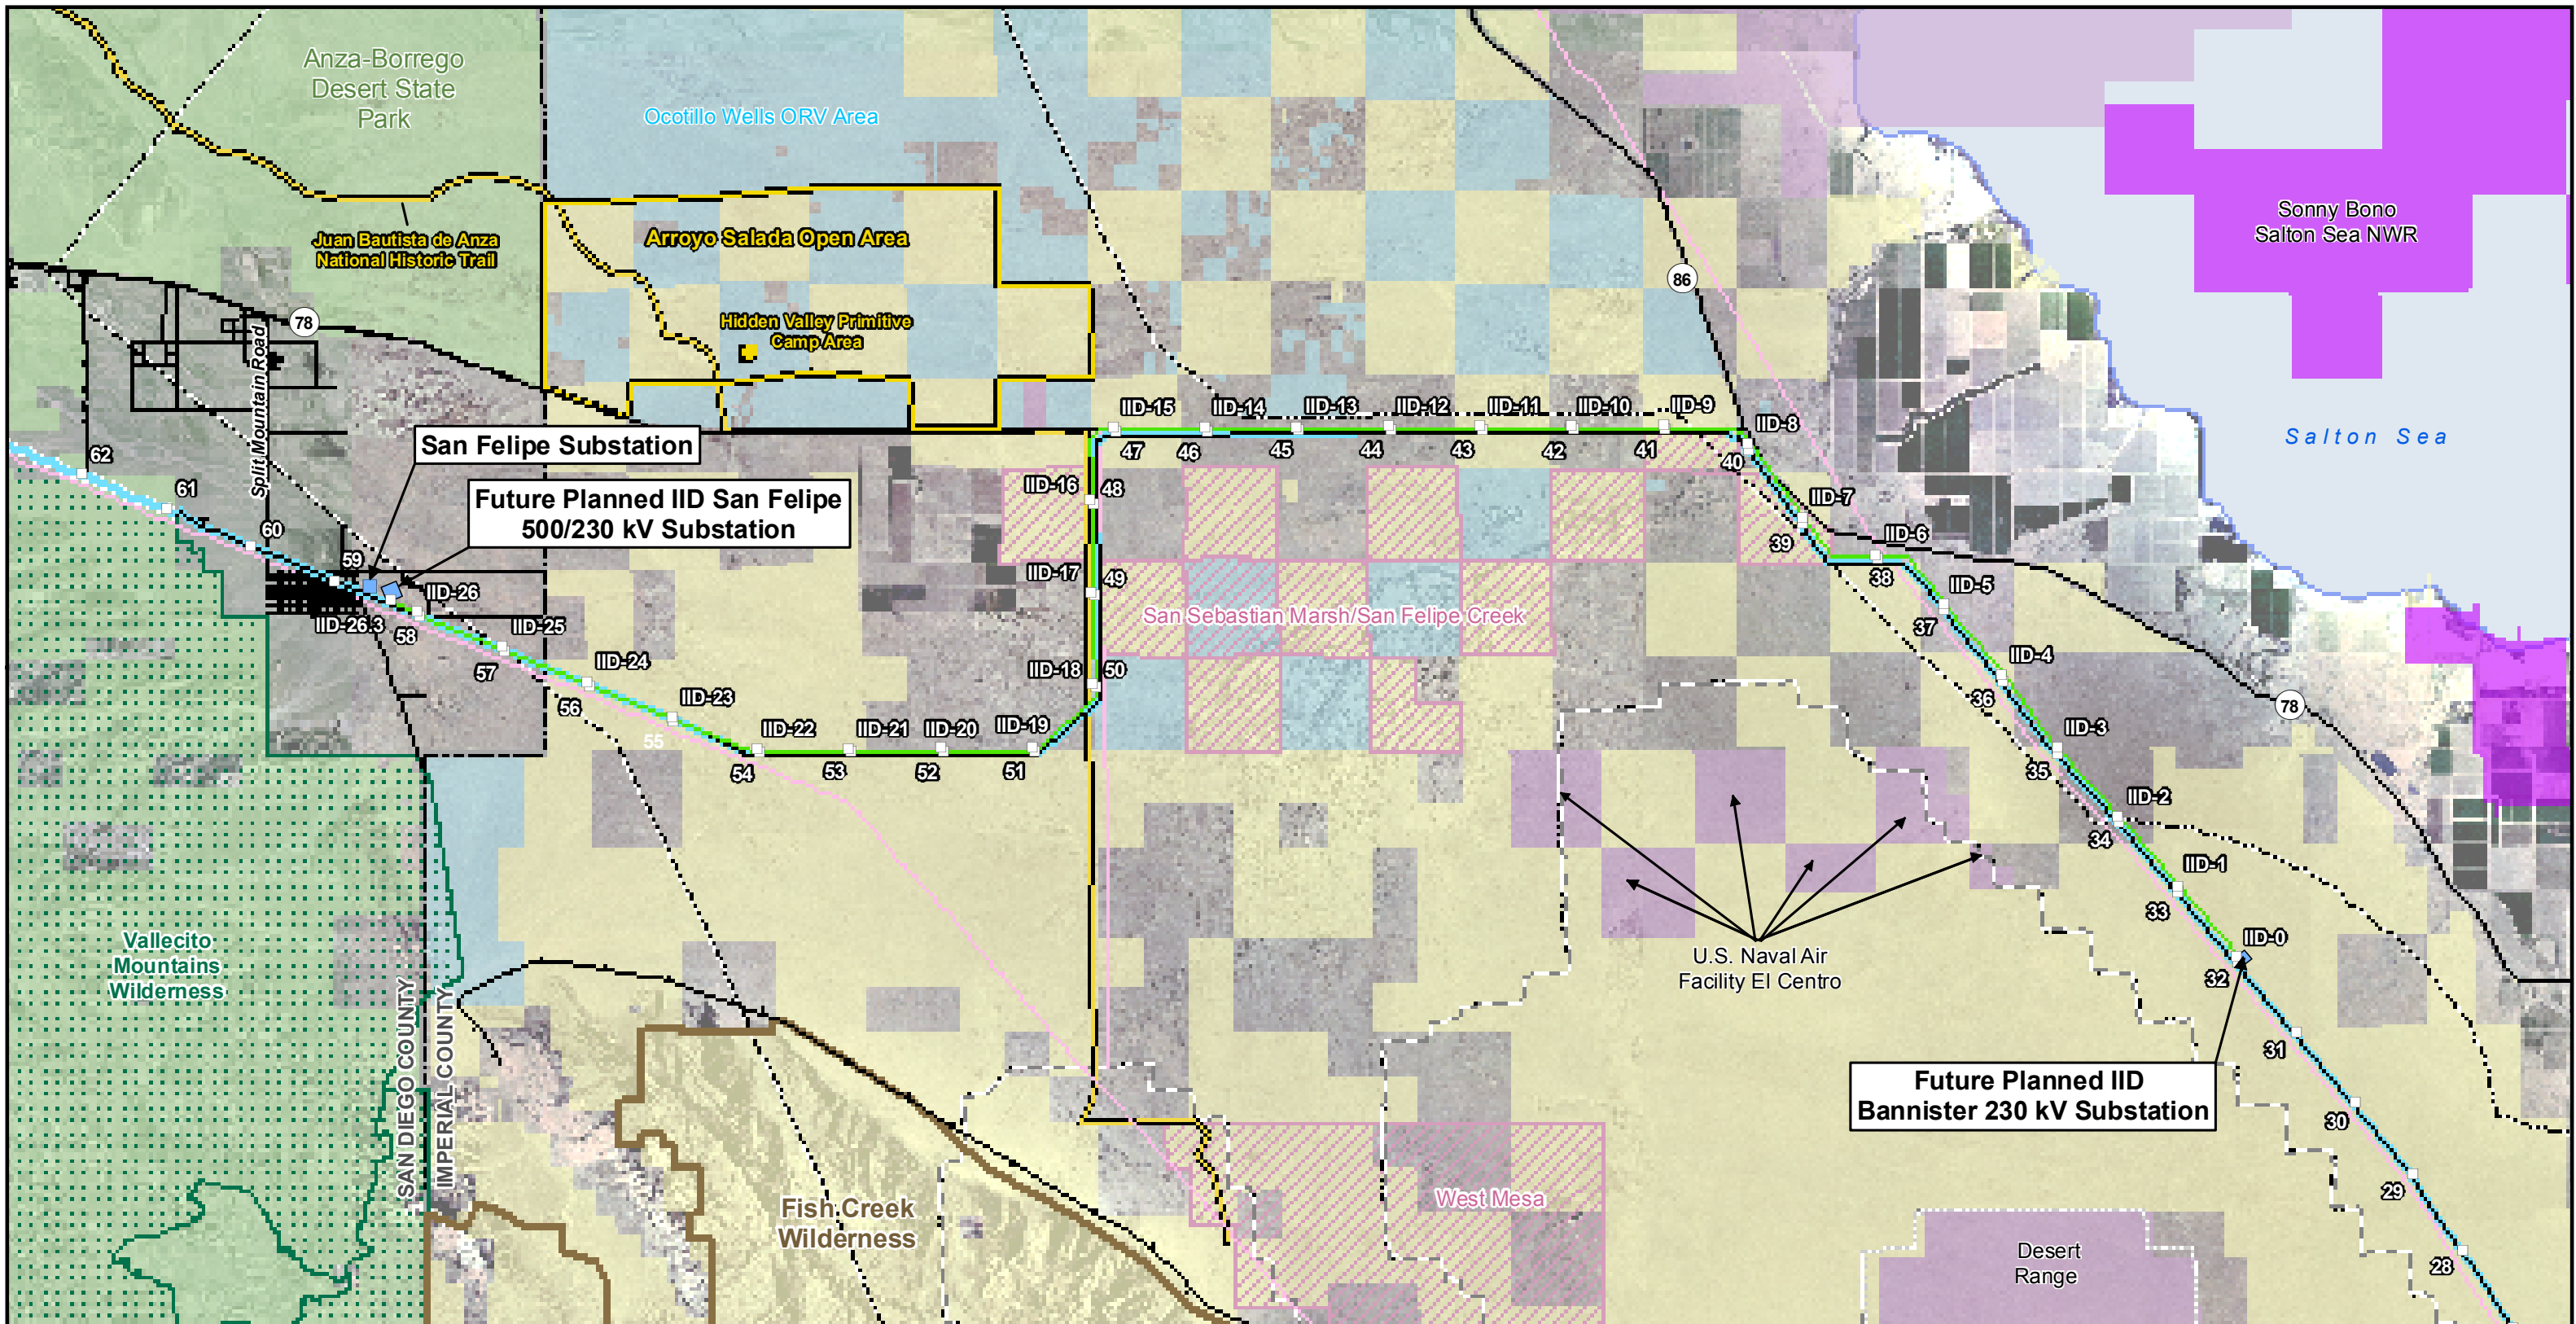 Anza-Borrego
Desert State
Park
Ocotillo Wells ORV Area
Juan Bautista de Anza
National Historic Trail
Arroyo Salada Open Area
Hidden Valley Primitive
Camp Area
Sonny Bono
Salton Sea NWR
Salton Sea
86
78
Split Mountain Road
San Felipe Substation
Future Planned IID San Felipe
500/230 kV Substation
IID-15
IID-14
IID-13
IID-12
IID-11
IID-10
IID-9
IID-8
47
46
45
44
43
42
41
40
IID-16
48
IID-7
39
IID-6
38
62
61
60
59
IID-17
49
IID-5
37
IID-26
IID-26.3
58
IID-25
57
San Sebastian Marsh/San Felipe Creek
IID-18
50
IID-24
56
IID-23
55
IID-22
54
IID-21
53
IID-20
52
IID-19
51
IID-4
36
IID-3
35
78
IID-2
34
IID-1
33
IID-0
32
U.S. Naval Air
Facility El Centro
Vallecito
Mountains
Wilderness
SAN DIEGO COUNTY
IMPERIAL COUNTY
31
Future Planned IID
Bannister 230 kV Substation
30
29
28
Fish Creek
Wilderness
West Mesa
Desert
Range